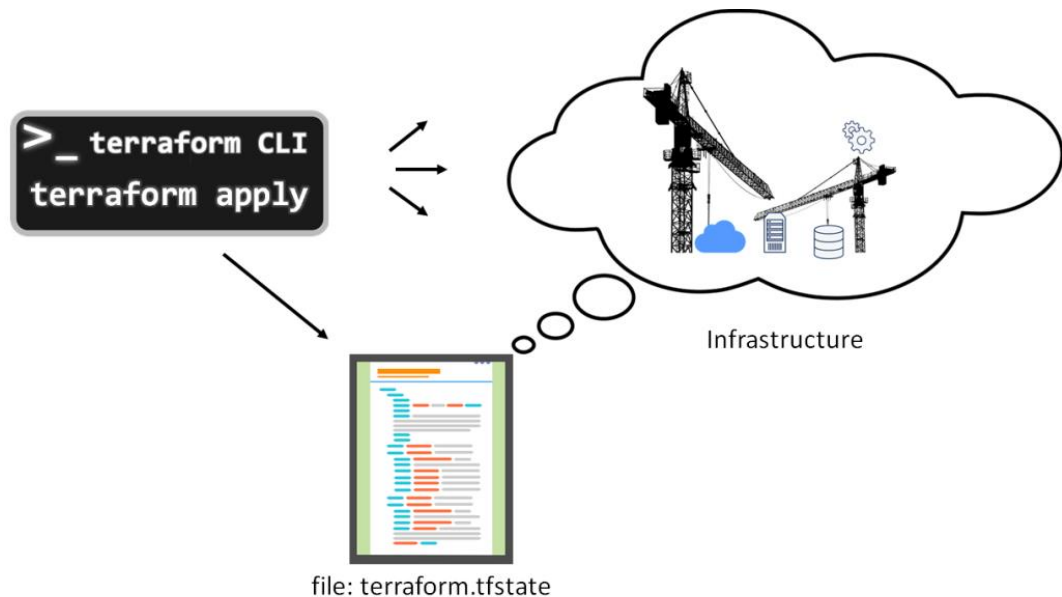 >_ terraform CLI
terraform apply
Infrastructure
file: terraform.tfstate